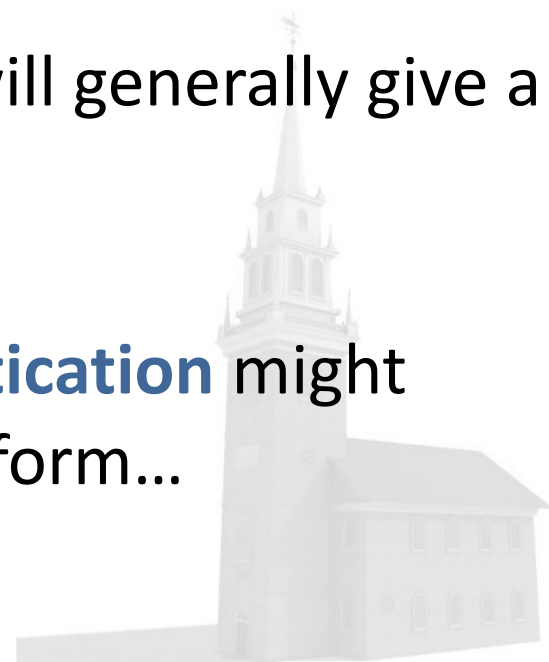 ill generally give a
tication might
form…